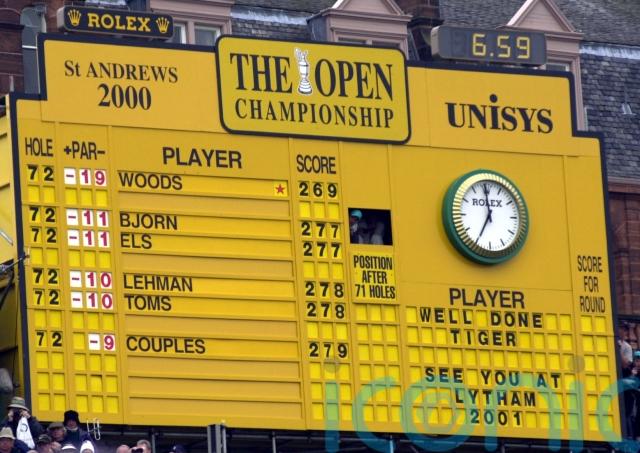 ROLEX
6.59
St ANDREWS
2000
THE OPEN
CHAMPIONSHIP
UNISYS
HOLE +PAR- PLAYER SCORE
72 -19 WOODS 269
72 -11 BJORN 277
72 -11 ELS 277
72 -10 LEHMAN 278
72 -10 TOMS 278
72 -9 COUPLES 279
POSITION
AFTER
71 HOLES
ROLEX
PLAYER
SCORE
FOR
ROUND
WELL DONE
TIGER
SEE YOU AT
LYTHAM
2001
iconic